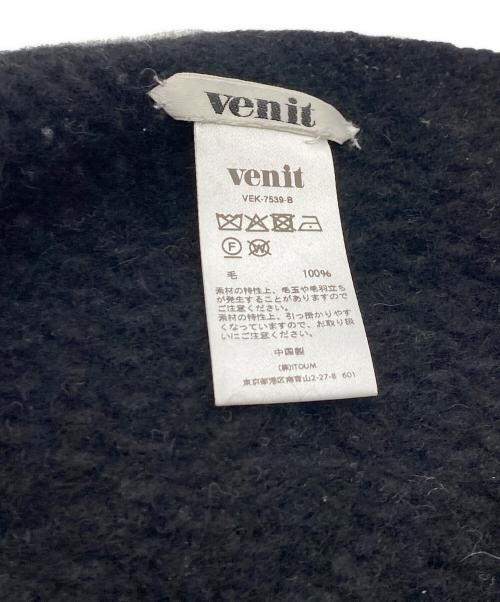 venit
venit
VEK-7539-B
F W
毛 100%
素材の特性上、毛玉や毛羽立ち
が発生することがありますので
ご注意ください。
素材の特性上、引っ掛かりやす
くなっていますので、お取り扱
いにご注意ください。
中国製
(株)ITOUM
東京都港区南青山2-27-8 601